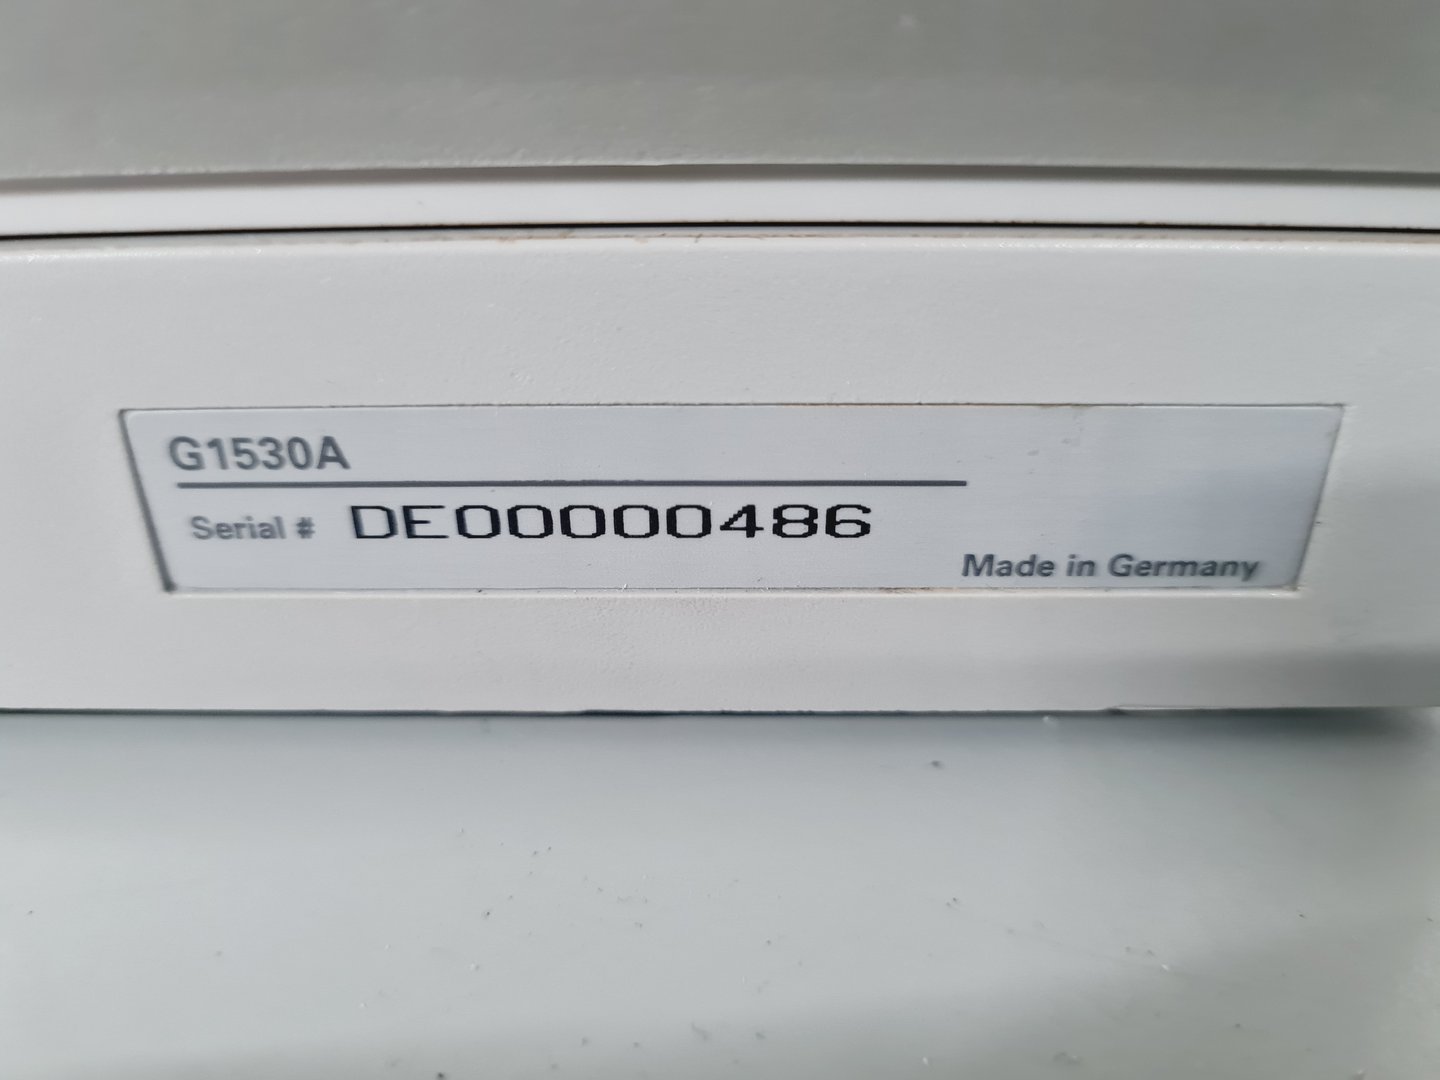 G1530A
Serial # DE00000486
Made in Germany